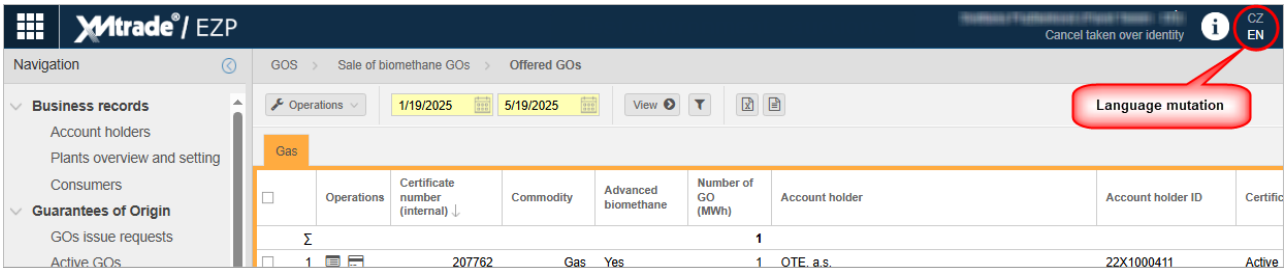 XMtrade®/ EZP
Cancel taken over identity
i
CZ
EN
Navigation
GOS > Sale of biomethane GOs > Offered GOs
Business records
Account holders
Plants overview and setting
Consumers
Guarantees of Origin
GOs issue requests
Active GOs
Operations 1/19/2025 5/19/2025 View
Language mutation
Gas
Operations Certificate number (internal) ↓ Commodity Advanced biomethane Number of GO (MWh) Account holder Account holder ID Certific
Σ 1
1 207762 Gas Yes 1 OTE, a.s. 22X1000411 Active